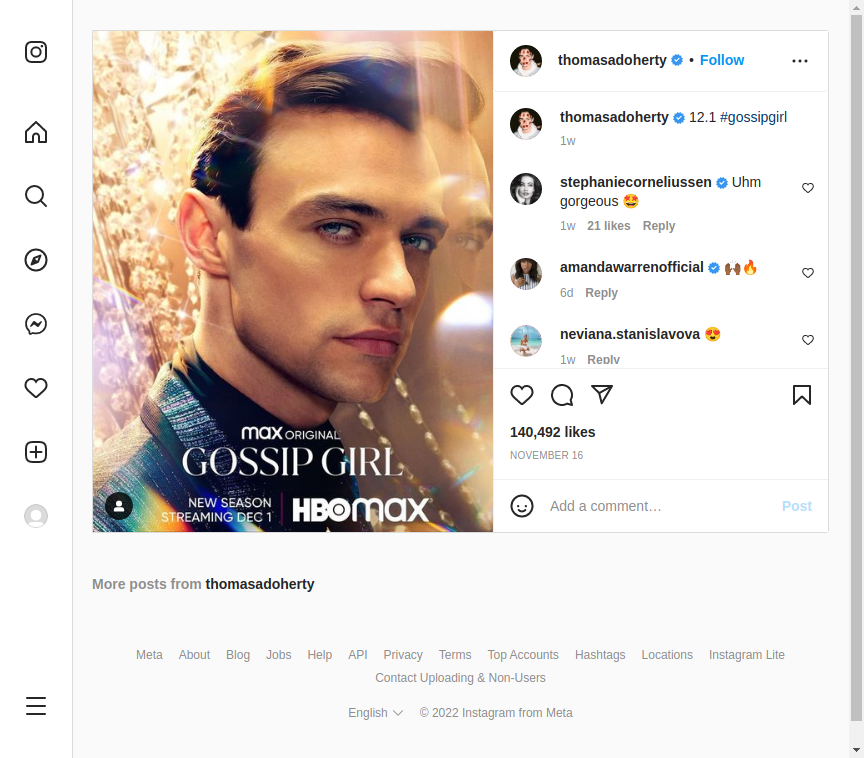 thomasadoherty • Follow
thomasadoherty 12.1 #gossipgirl
1w
stephaniecorneliussen Uhm
gorgeous 🤩
1w 21 likes Reply
amandawarrenofficial 🙌🏾🔥
6d Reply
neviana.stanislavova 😍
1w Reply
140,492 likes
NOVEMBER 16
Add a comment… Post
max ORIGINAL
GOSSIP GIRL
NEW SEASON
STREAMING DEC 1
HBOmax
More posts from thomasadoherty
Meta About Blog Jobs Help API Privacy Terms Top Accounts Hashtags Locations Instagram Lite
Contact Uploading & Non-Users
English © 2022 Instagram from Meta